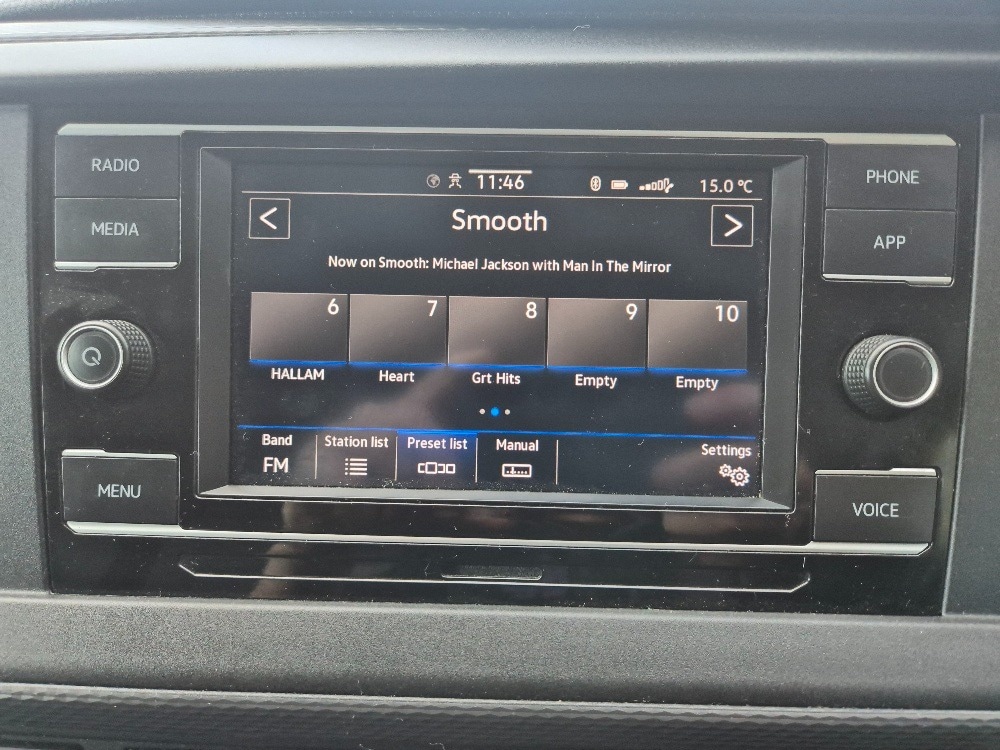 RADIO
MEDIA
MENU
11:46
15.0 °C
<
Smooth
>
Now on Smooth: Michael Jackson with Man In The Mirror
6 7 8 9 10
HALLAM Heart Grt Hits Empty Empty
Band Station list Preset list Manual Settings
FM
PHONE
APP
VOICE